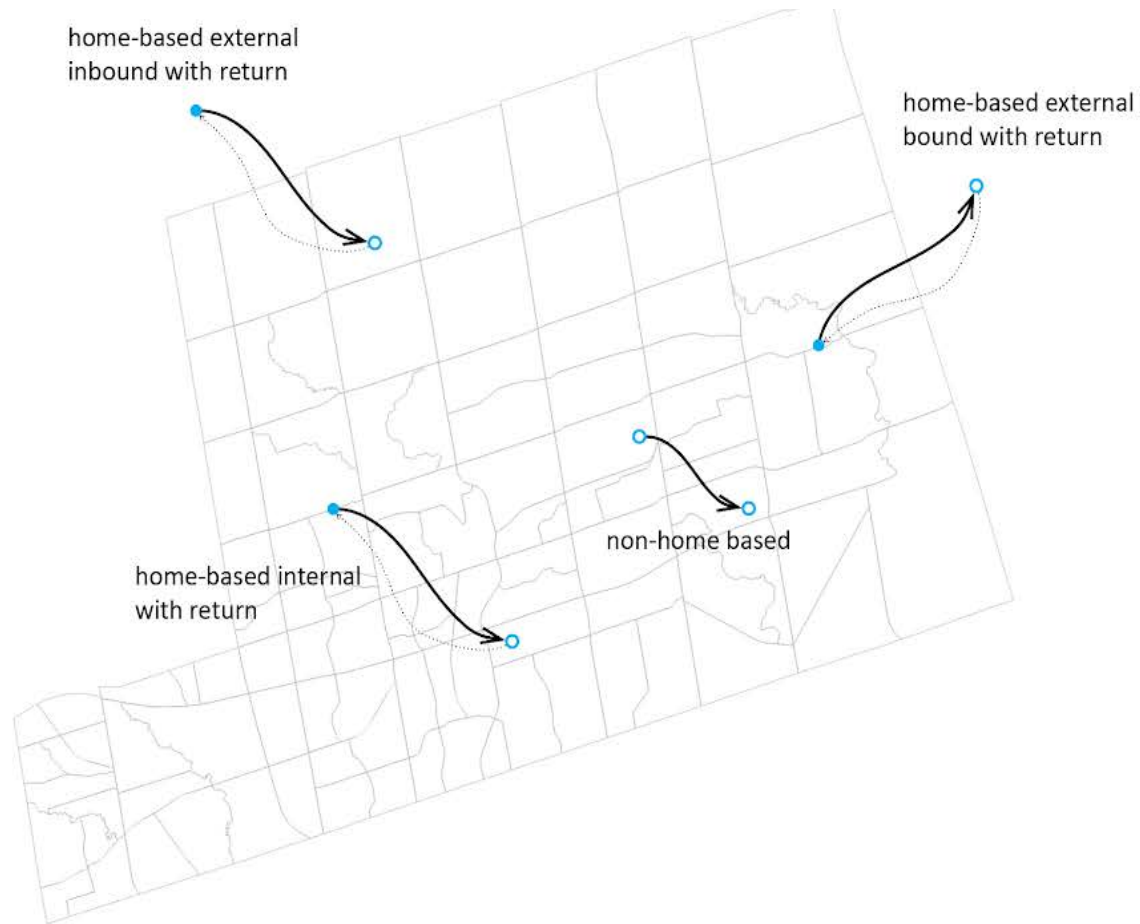 home-based external
inbound with return
home-based external
bound with return
non-home based
home-based internal
with return